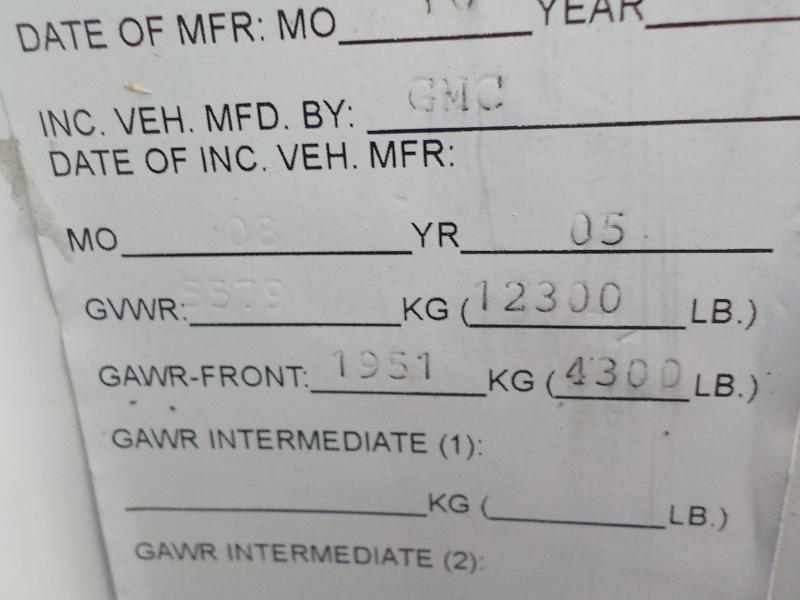 DATE OF MFR: MO YEAR
INC. VEH. MFD. BY: GMC
DATE OF INC. VEH. MFR:
MO 08 YR 05
GVWR: 5579 KG (12300 LB.)
GAWR-FRONT: 1951 KG (4300 LB.)
GAWR INTERMEDIATE (1):
KG ( LB.)
GAWR INTERMEDIATE (2):